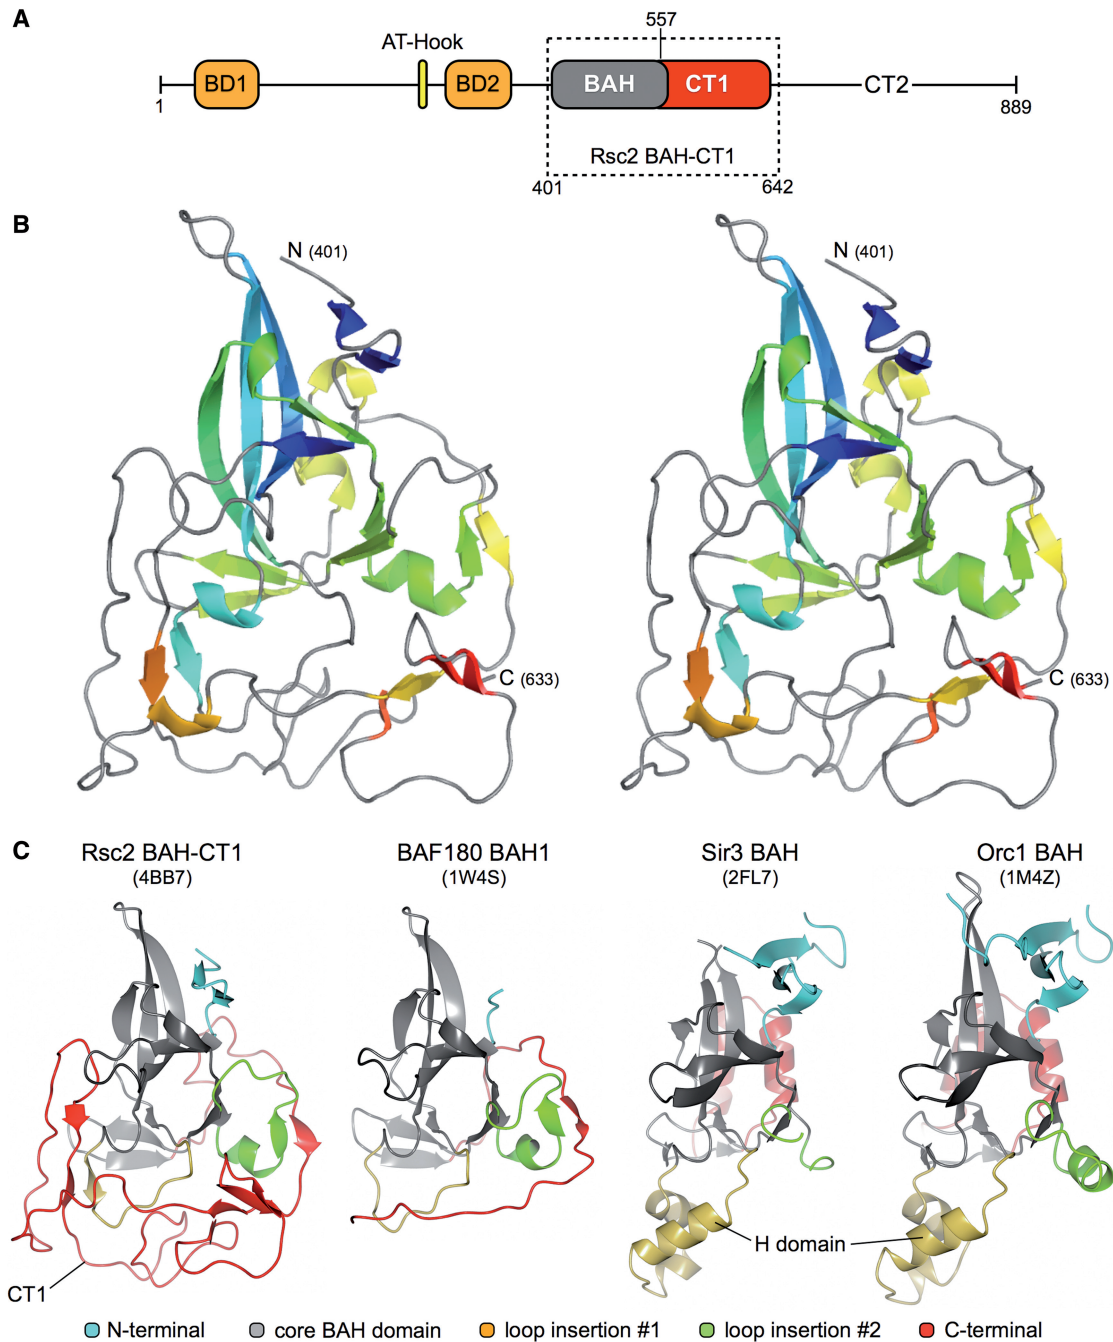 A
557
AT-Hook
BD1
BD2
BAH
CT1
CT2
1
889
Rsc2 BAH-CT1
401
642
B
N (401)
N (401)
C (633)
C (633)
C
Rsc2 BAH-CT1
(4BB7)
BAF180 BAH1
(1W4S)
Sir3 BAH
(2FL7)
Orc1 BAH
(1M4Z)
H domain
CT1
N-terminal
core BAH domain
loop insertion #1
loop insertion #2
C-terminal